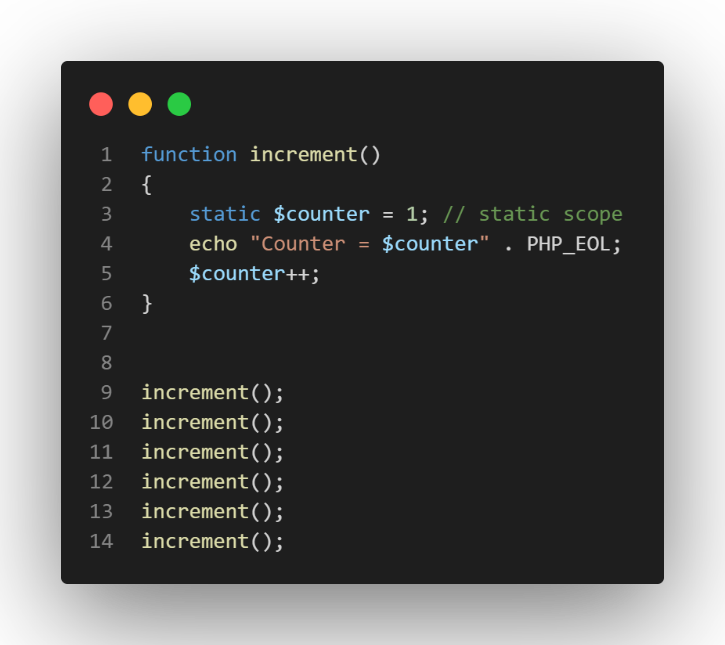 1 function increment()
2 {
3     static $counter = 1; // static scope
4     echo "Counter = $counter" . PHP_EOL;
5     $counter++;
6 }
7
8
9 increment();
10 increment();
11 increment();
12 increment();
13 increment();
14 increment();